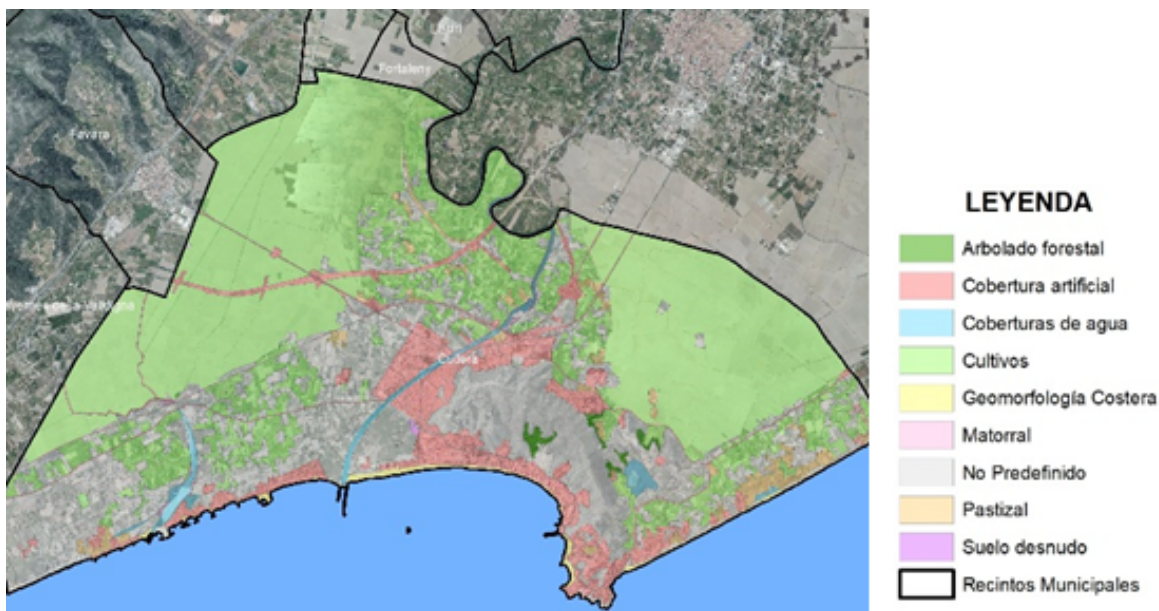 Fortaleny
Favara
Cullera
LEYENDA
Arbolado forestal
Cobertura artificial
Coberturas de agua
Cultivos
Geomorfología Costera
Matorral
No Predefinido
Pastizal
Suelo desnudo
Recintos Municipales